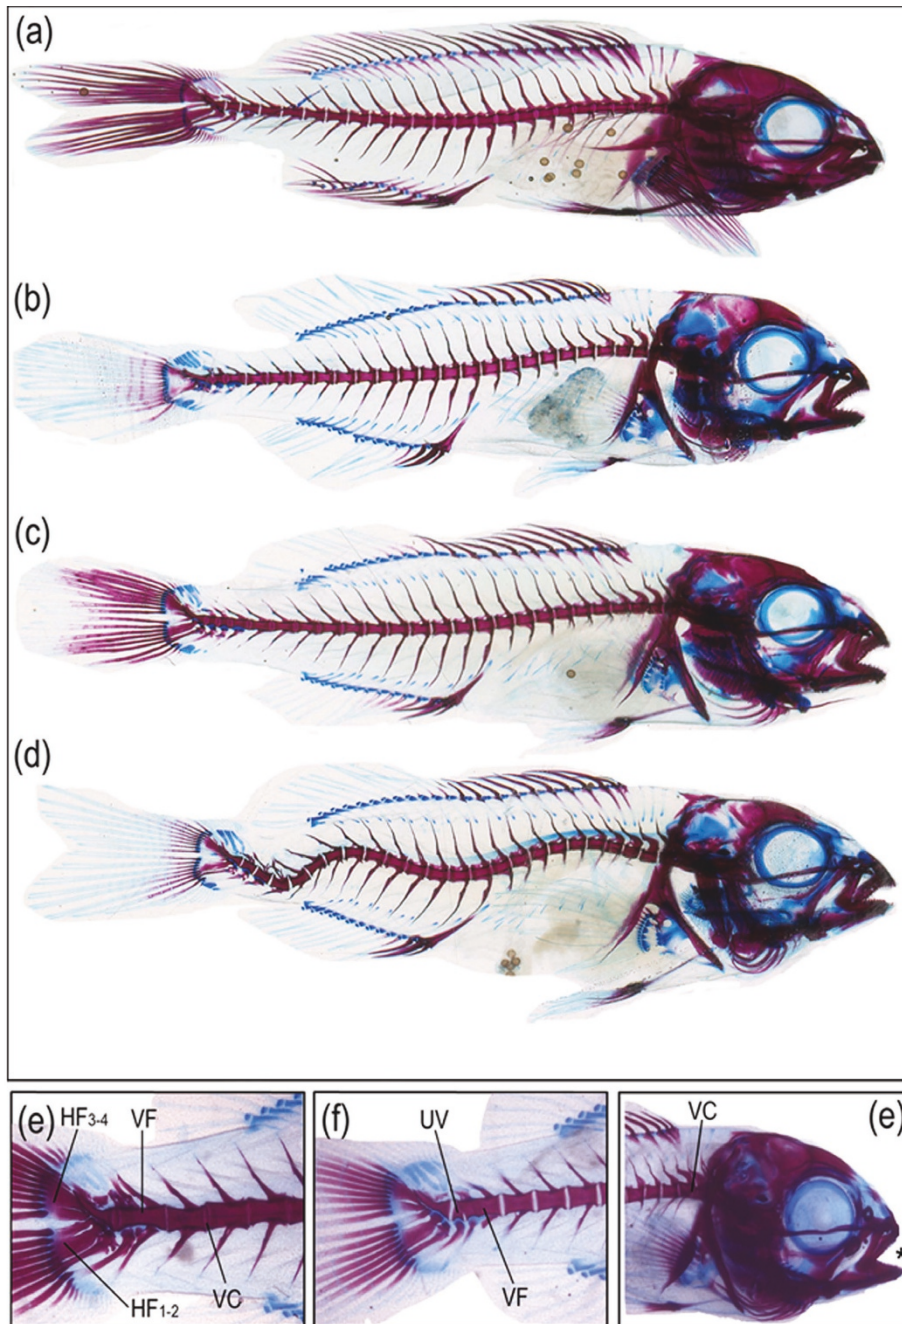 (a)
(b)
(c)
(d)
(e) HF3-4 VF
VC
HF1-2
(f) UV
VF
VC (e)
*